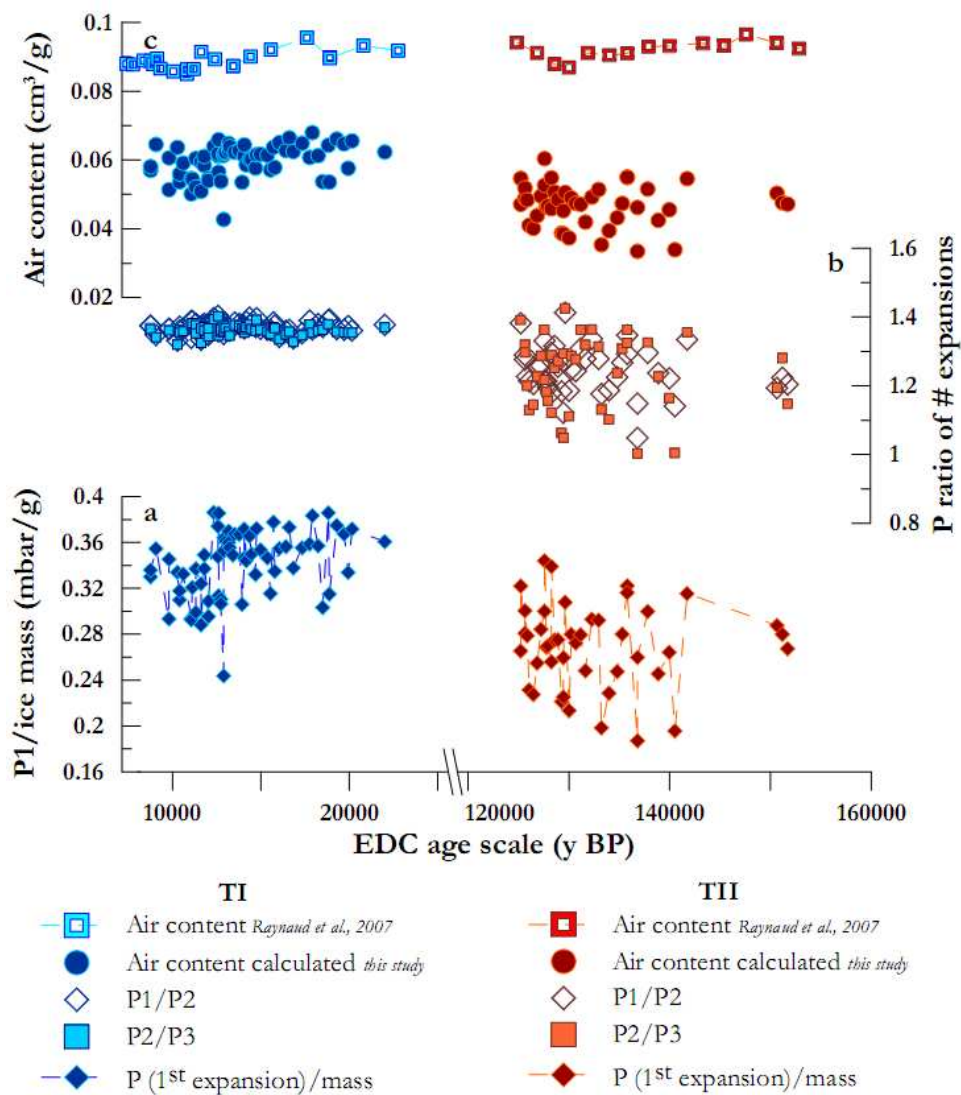 0.1
c
0.08
0.06
0.04
0.02
Air content (cm³/g)
1.6
b
1.4
1.2
1
0.8
P ratio of # expansions
0.4
a
0.36
0.32
0.28
0.24
0.2
0.16
P1/ice mass (mbar/g)
10000 20000 120000 140000 160000
EDC age scale (y BP)
TI
Air content Raynaud et al., 2007
Air content calculated this study
P1/P2
P2/P3
P (1st expansion)/mass
TII
Air content Raynaud et al., 2007
Air content calculated this study
P1/P2
P2/P3
P (1st expansion)/mass